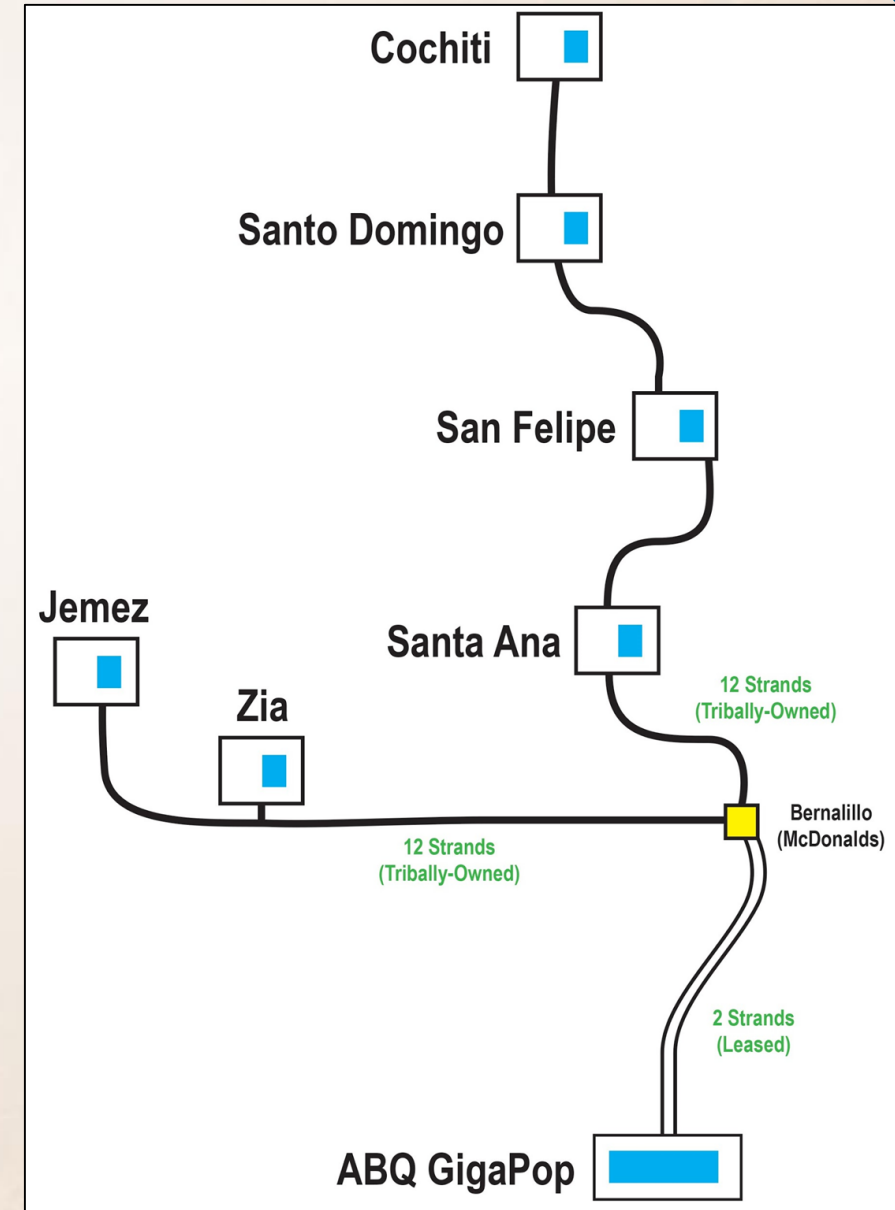 Cochiti
Santo Domingo
San Felipe
Jemez
Santa Ana
Zia
12 Strands
(Tribally-Owned)
Bernalillo
(McDonalds)
12 Strands
(Tribally-Owned)
2 Strands
(Leased)
ABQ GigaPop